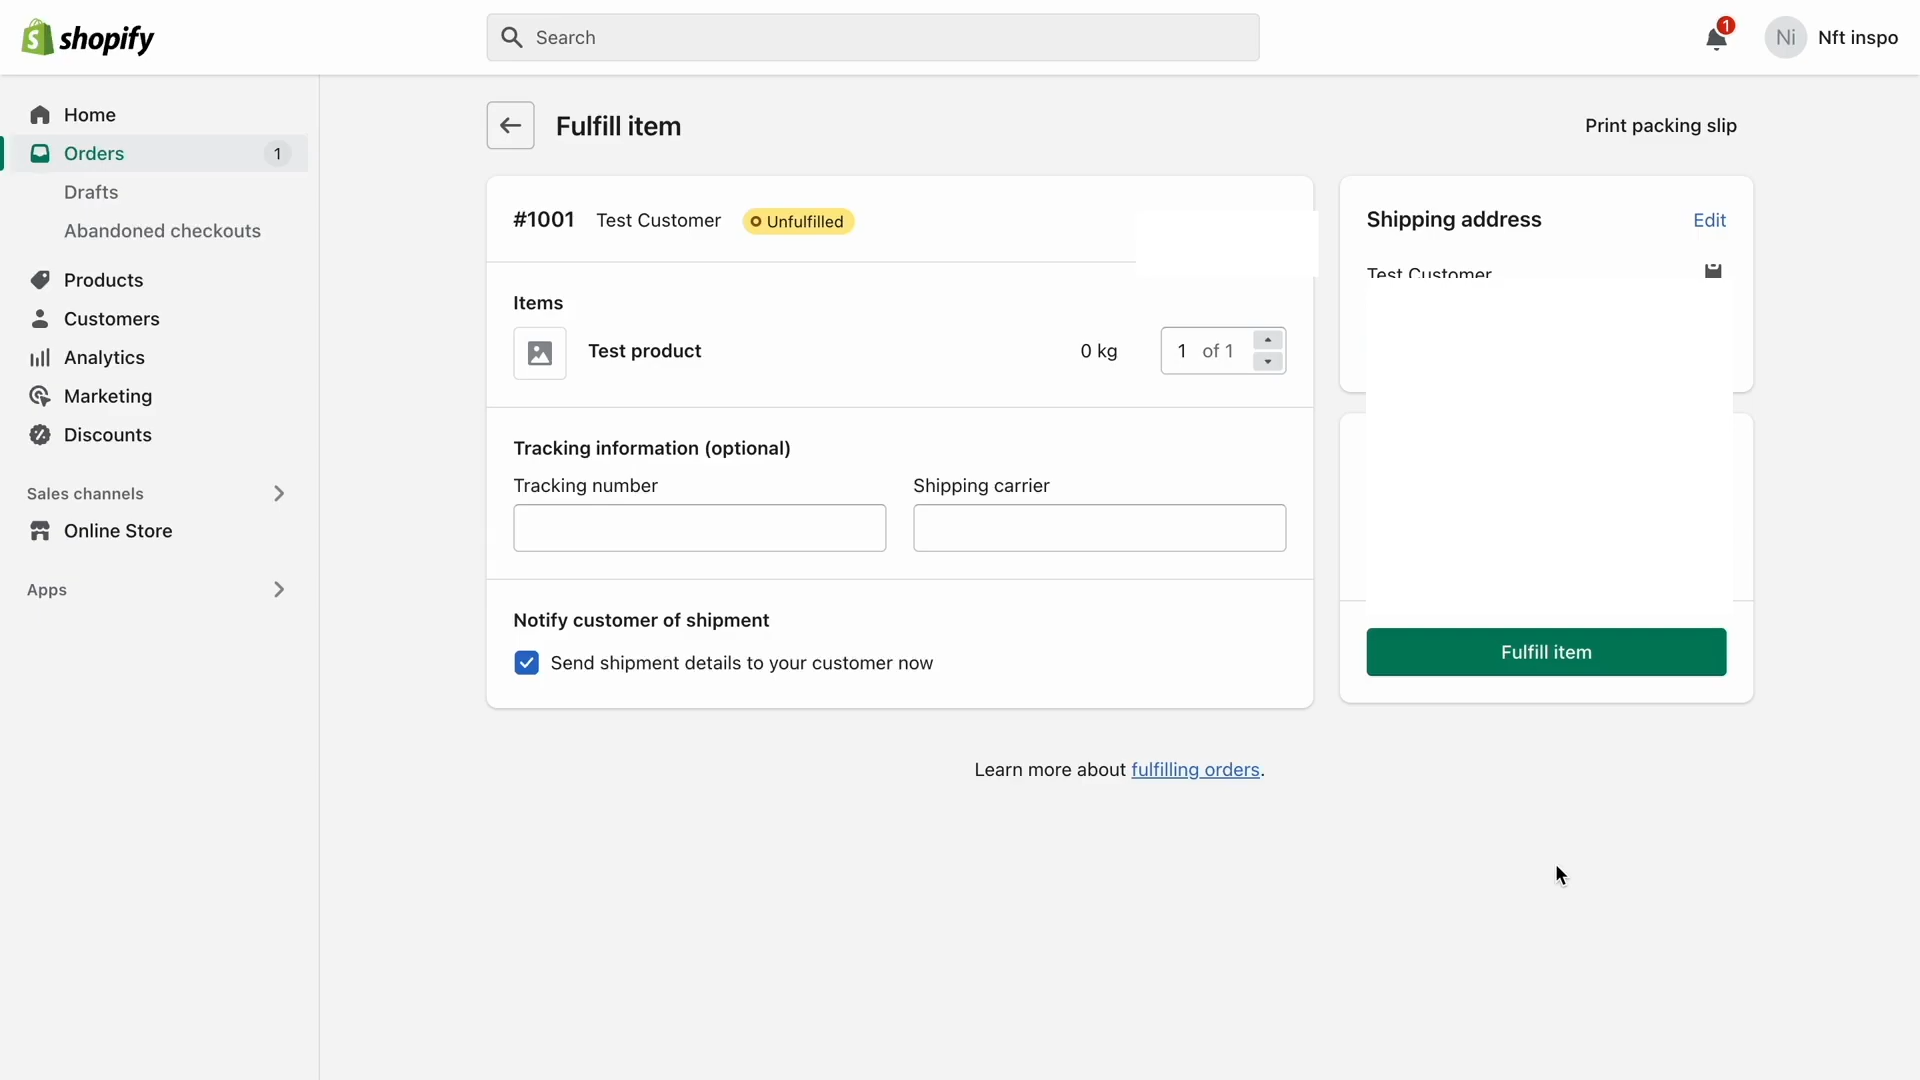 shopify
Search
1
Ni
Nft inspo
Home
Orders
1
Drafts
Abandoned checkouts
Products
Customers
Analytics
Marketing
Discounts
Sales channels
Online Store
Apps
Fulfill item
Print packing slip
#1001 Test Customer Unfulfilled
Items
Test product 0 kg 1 of 1
Tracking information (optional)
Tracking number Shipping carrier
Notify customer of shipment
Send shipment details to your customer now
Shipping address Edit
Test Customer
Fulfill item
Learn more about fulfilling orders.